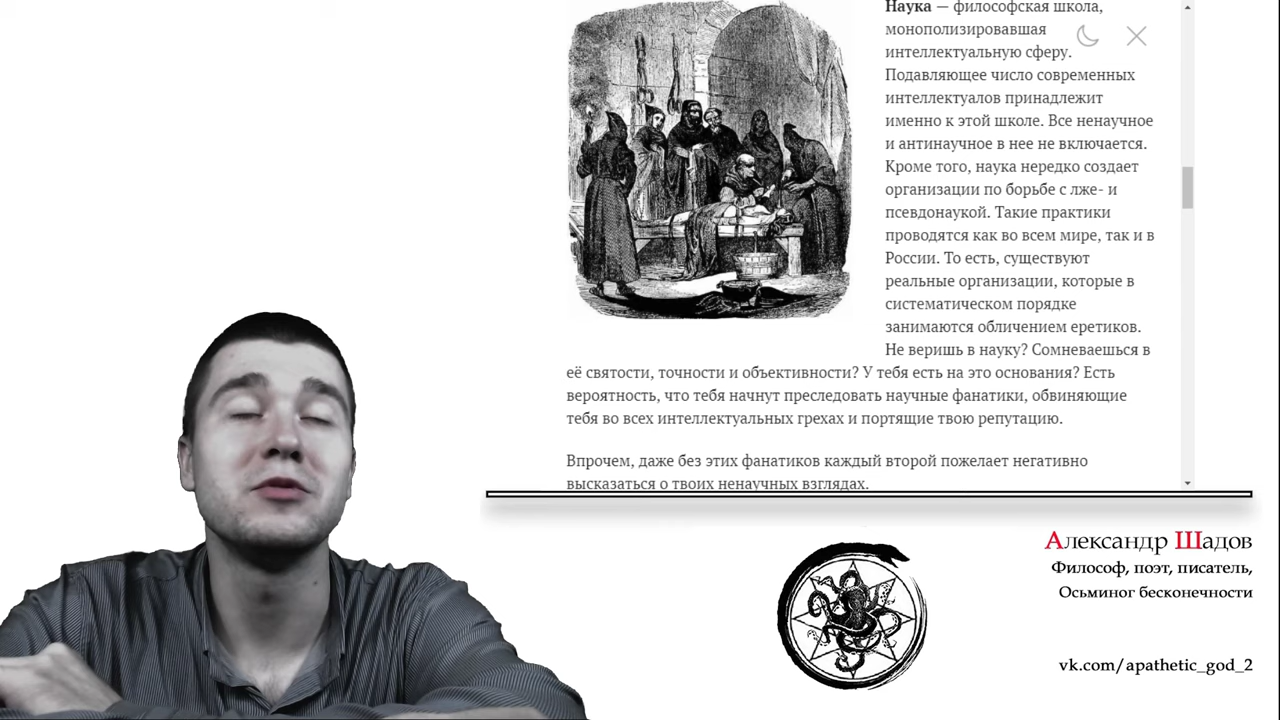 Наука — философская школа,
монополизировавшая
интеллектуальную сферу.
Подавляющее число современных
интеллектуалов принадлежит
именно к этой школе. Все ненаучное
и антинаучное в нее не включается.
Кроме того, наука нередко создает
организации по борьбе с лже- и
псевдонаукой. Такие практики
проводятся как во всем мире, так и в
России. То есть, существуют
реальные организации, которые в
систематическом порядке
занимаются обличением еретиков.
Не веришь в науку? Сомневаешься в
её святости, точности и объективности? У тебя есть на это основания? Есть
вероятность, что тебя начнут преследовать научные фанатики, обвиняющие
тебя во всех интеллектуальных грехах и портящие твою репутацию.
Впрочем, даже без этих фанатиков каждый второй пожелает негативно
высказаться о твоих ненаучных взглядах.
Александр Шадов
Философ, поэт, писатель,
Осьминог бесконечности
vk.com/apathetic_god_2